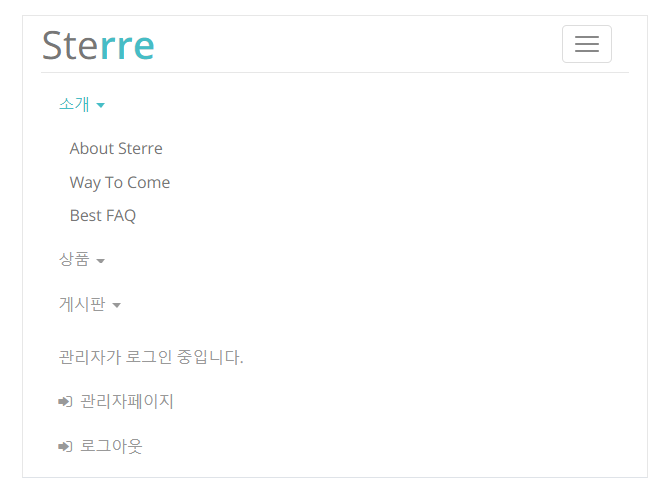 Sterre
소개
About Sterre
Way To Come
Best FAQ
상품
게시판
관리자가 로그인 중입니다.
관리자페이지
로그아웃